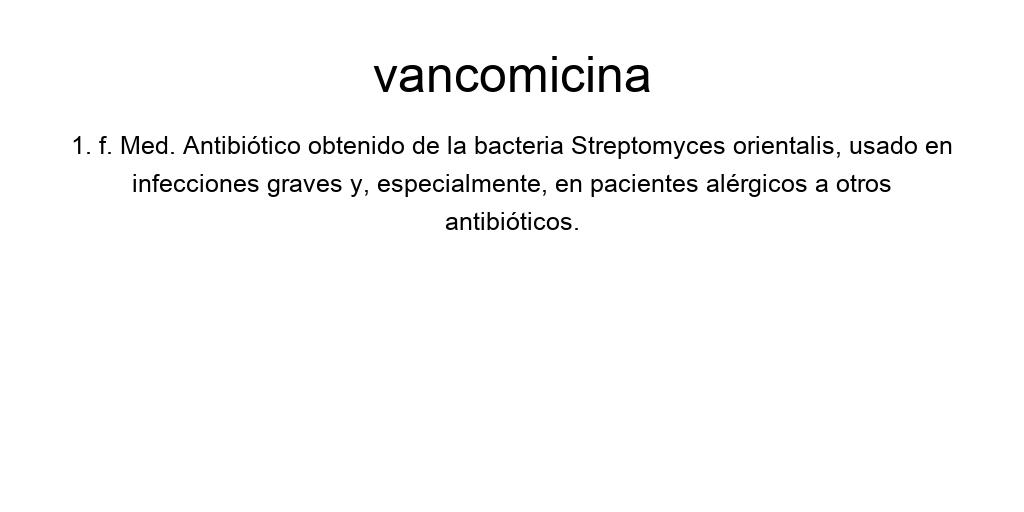 vancomicina
1. f. Med. Antibiótico obtenido de la bacteria Streptomyces orientalis, usado en
infecciones graves y, especialmente, en pacientes alérgicos a otros
antibióticos.